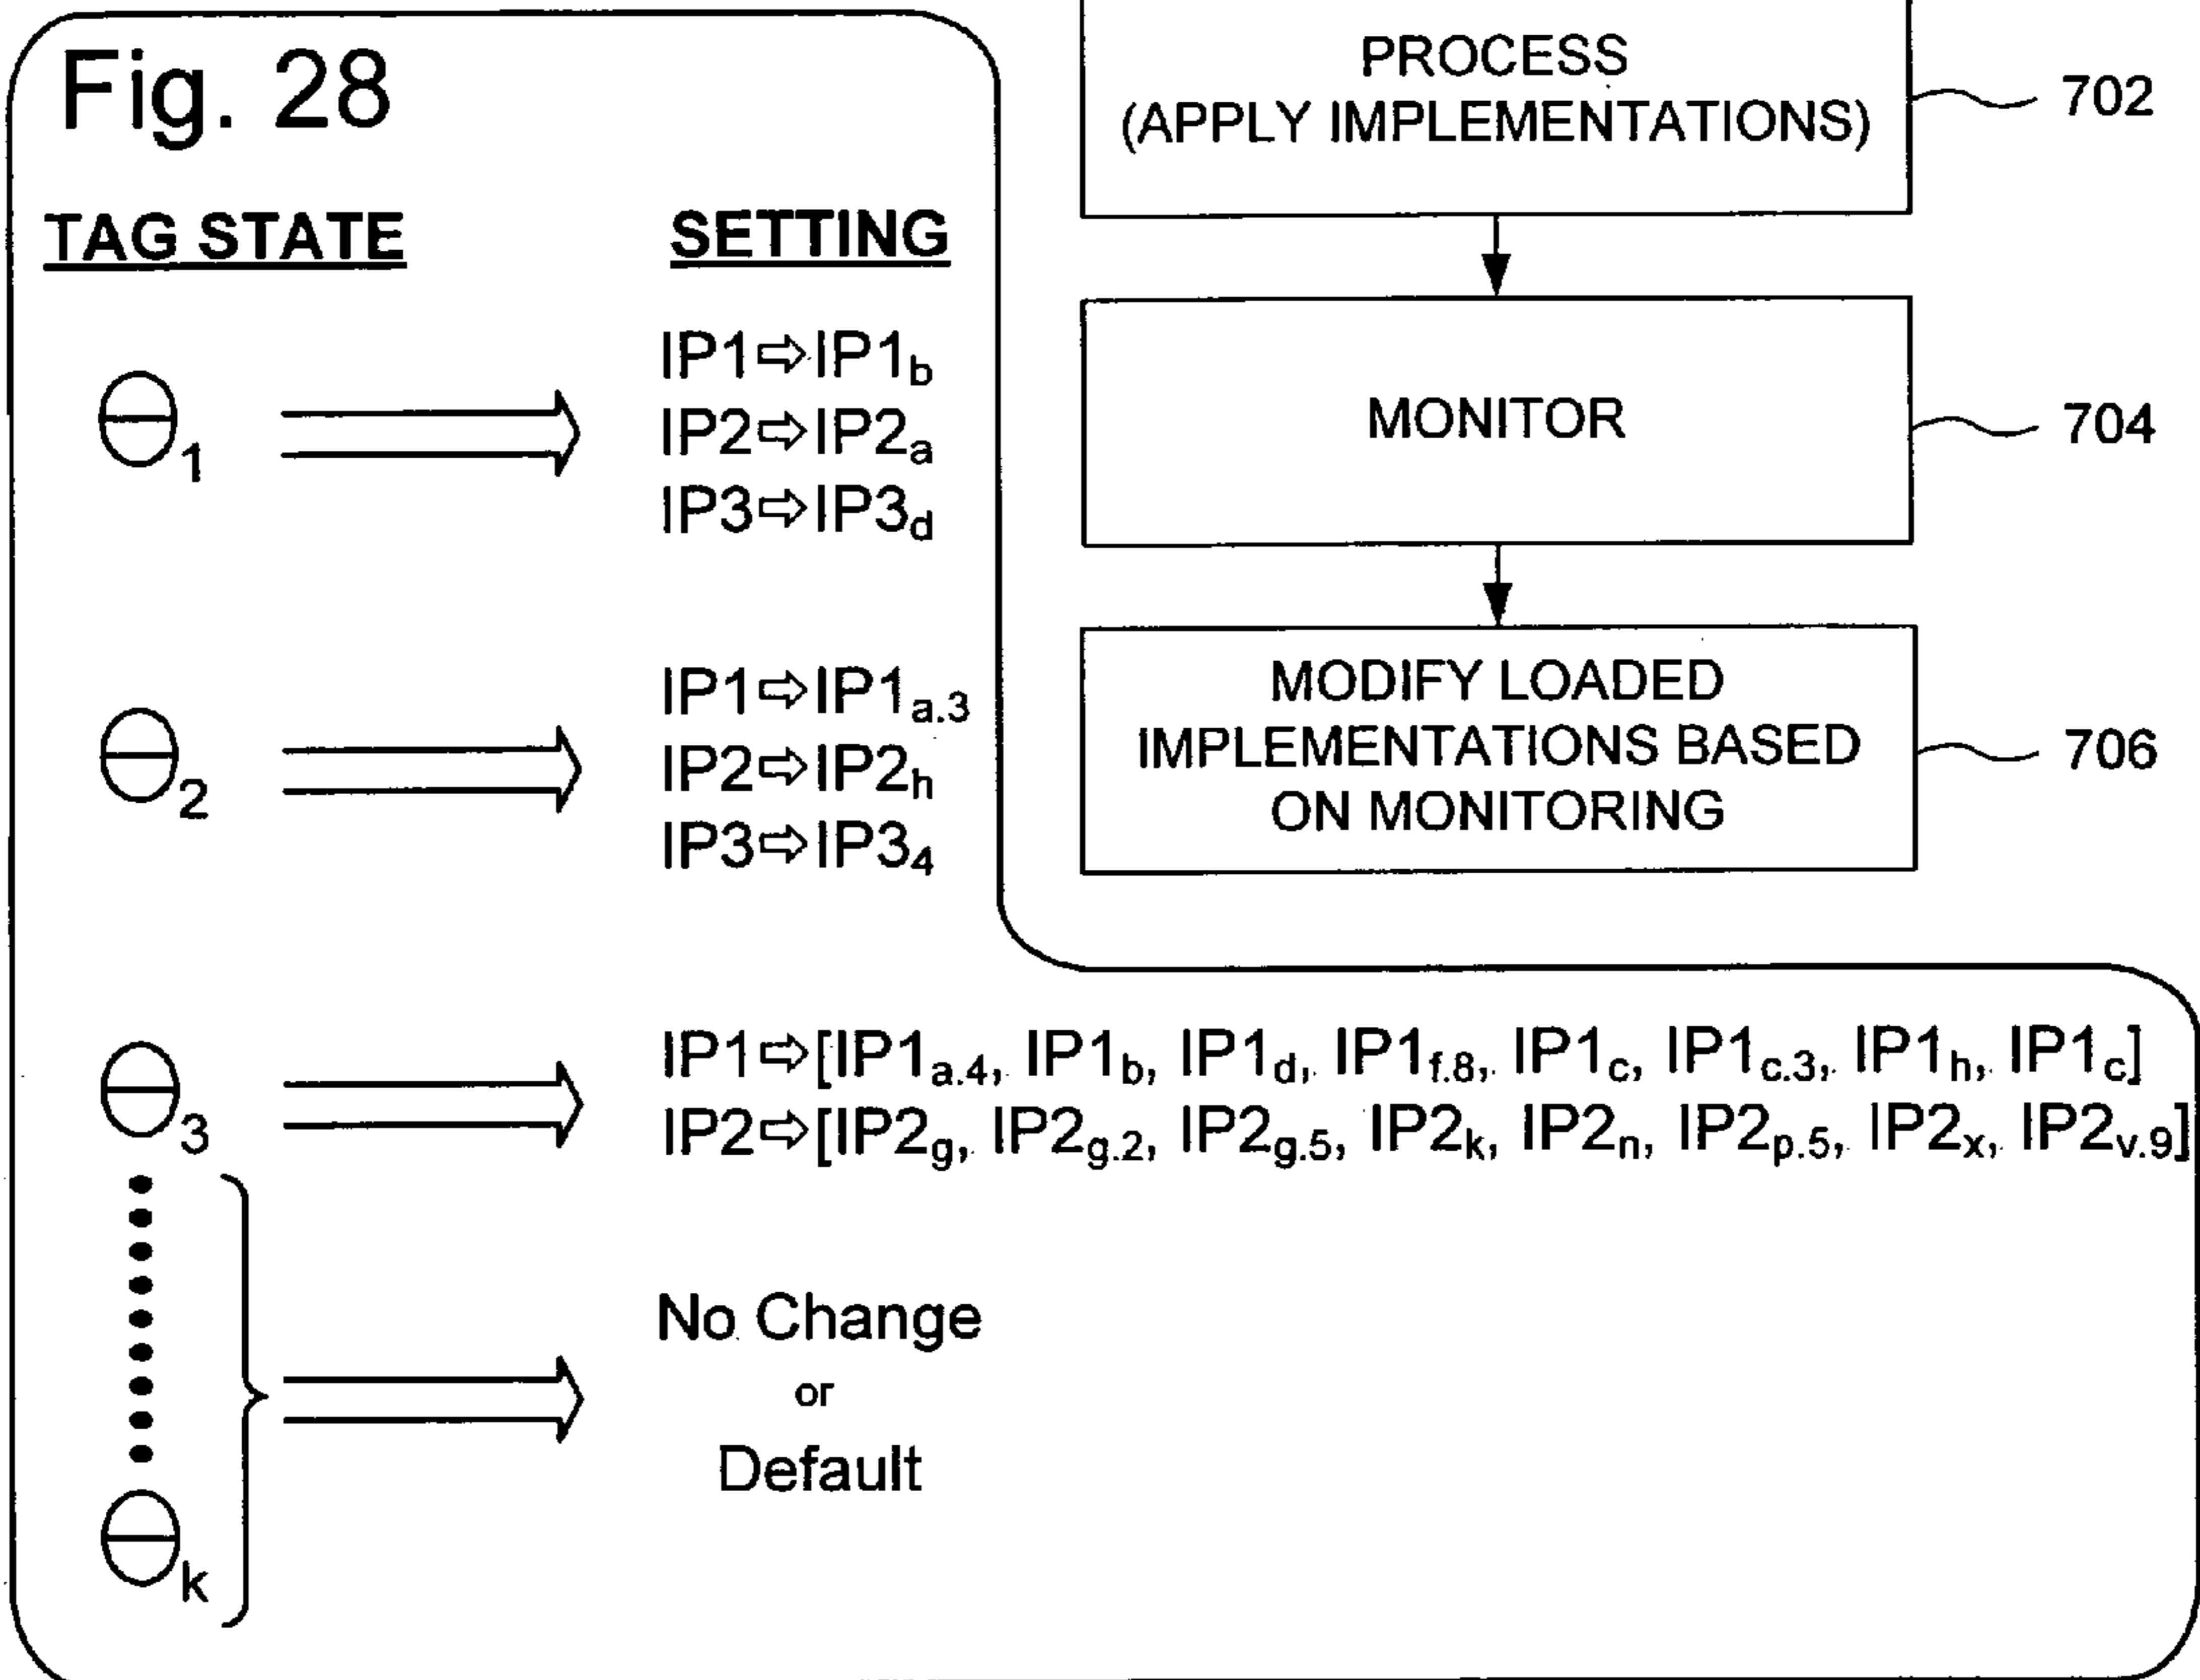 Fig. 28
TAG STATE SETTING
Θ₁
IP1⇨IP1b
IP2⇨IP2a
IP3⇨IP3d
Θ₂
IP1⇨IP1a.3
IP2⇨IP2h
IP3⇨IP34
Θ₃
IP1⇨[IP1a.4, IP1b, IP1d, IP1f.8, IP1c, IP1c.3, IP1h, IP1c]
IP2⇨[IP2g, IP2g.2, IP2g.5, IP2k, IP2n, IP2p.5, IP2x, IP2v.9]
No Change
or
Default
Θk
PROCESS
(APPLY IMPLEMENTATIONS)
702
MONITOR
704
MODIFY LOADED
IMPLEMENTATIONS BASED
ON MONITORING
706